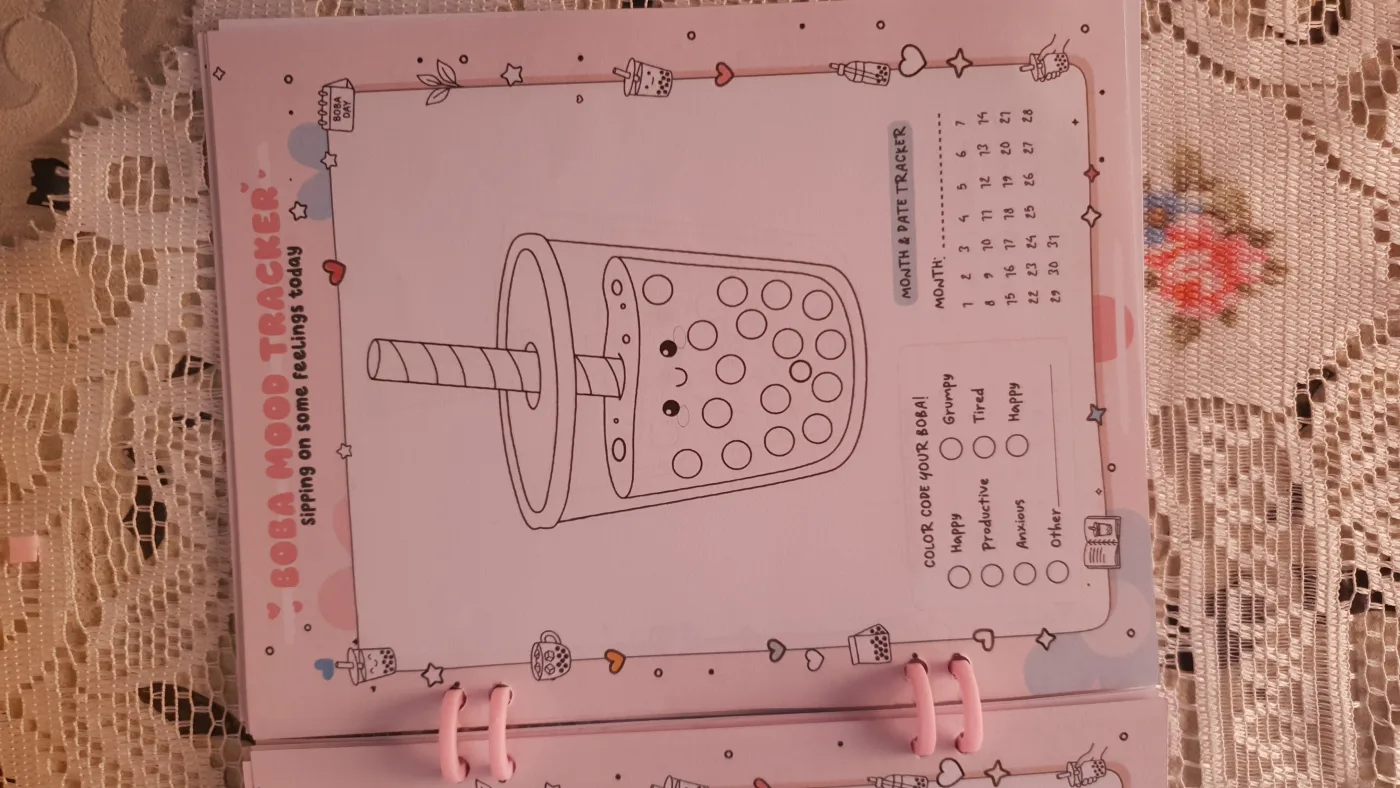 BOBA MOOD TRACKER
sipping on some feelings today
BOBA
DAY
COLOR CODE YOUR BOBA!
Happy Grumpy
Productive Tired
Anxious Happy
Other
MONTH & DATE TRACKER
MONTH:
1 2 3 4 5 6 7
8 9 10 11 12 13 14
15 16 17 18 19 20 21
22 23 24 25 26 27 28
29 30 31